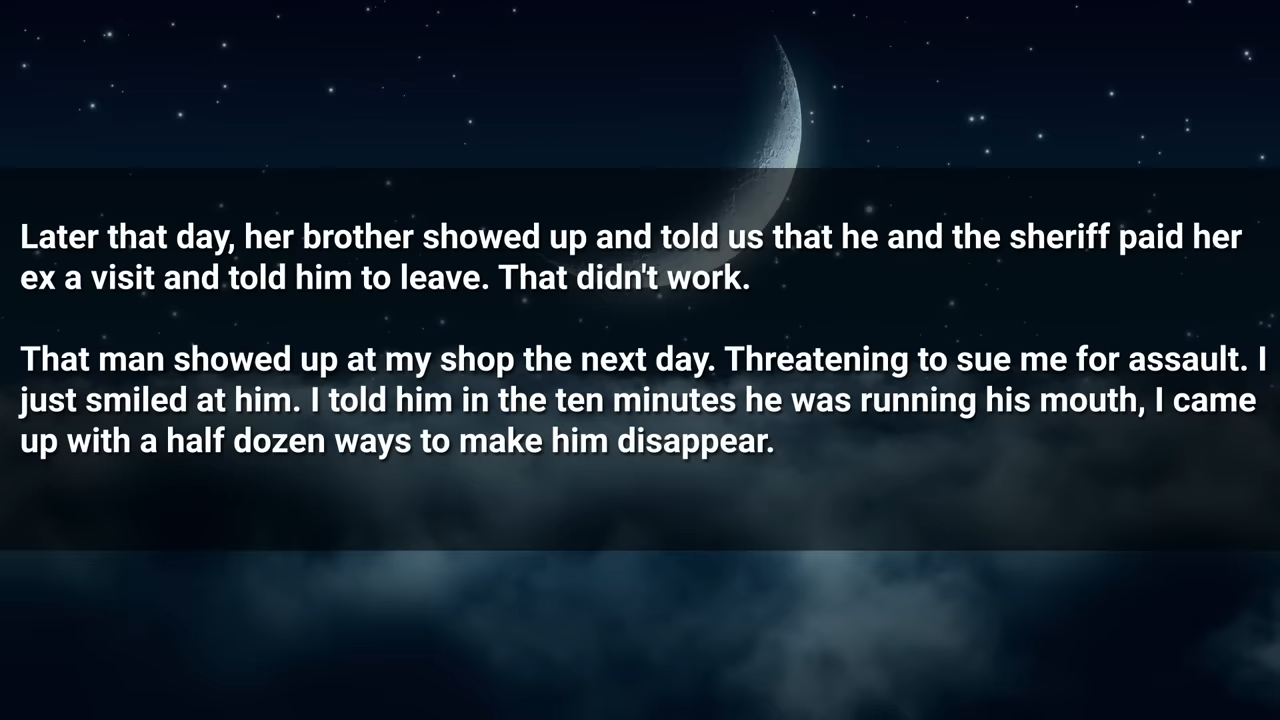 Later that day, her brother showed up and told us that he and the sheriff paid her
ex a visit and told him to leave. That didn't work.
That man showed up at my shop the next day. Threatening to sue me for assault. I
just smiled at him. I told him in the ten minutes he was running his mouth, I came
up with a half dozen ways to make him disappear.